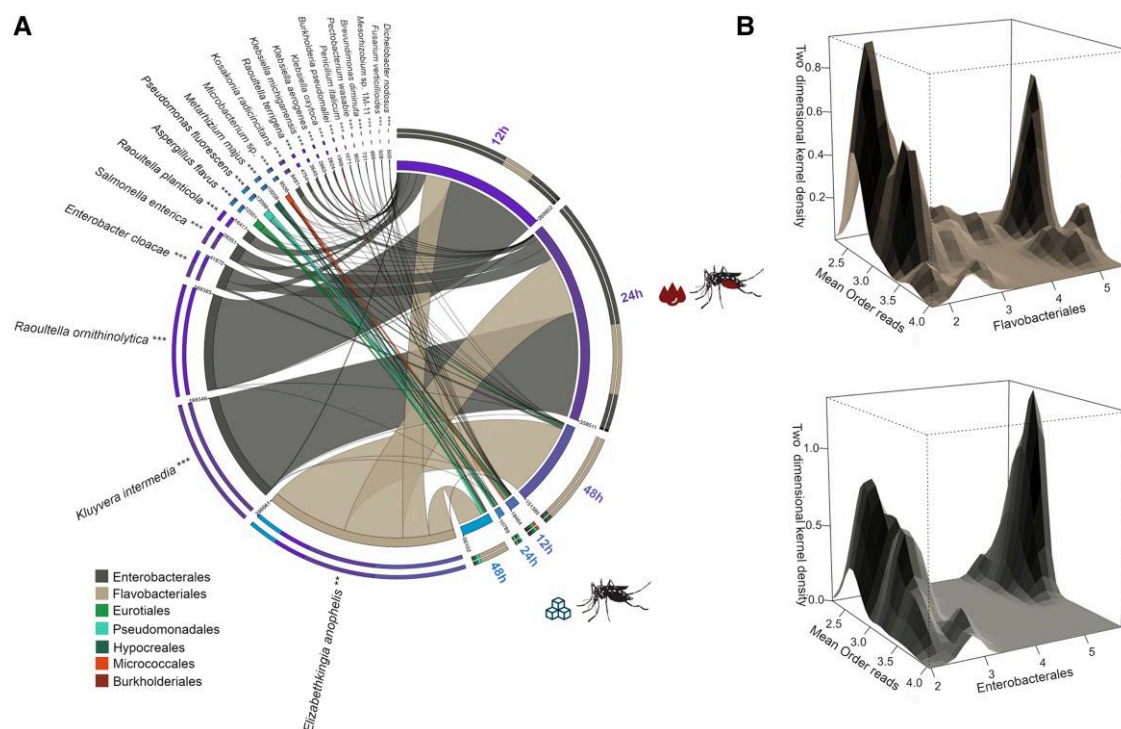 A
Dichelobacter nodosus ***
Fusarium verticillioides ***
Mesorhizobium sp. 1M-11 ***
Brevundimonas diminuta ***
Pectobacterium wasabie ***
Penicillium italicum ***
Burkholderia pseudomallei ***
Klebsiella oxytoca ***
Klebsiella aerogenes ***
Klebsiella michiganensis ***
Raoultella terrigena ***
Kosakonia radicincitans ***
Microbacterium sp. ***
Metarhizium majus ***
Pseudomonas fluorescens ***
Aspergillus flavus ***
Raoultella planticola ***
Salmonella enterica ***
Enterobacter cloacae ***
Raoultella ornithinolytica ***
Kluyvera intermedia ***
Elizabethkingia anophelis **
12h
24h
48h
12h
24h
48h
Enterobacterales
Flavobacteriales
Eurotiales
Pseudomonadales
Hypocreales
Micrococcales
Burkholderiales
B
Two dimensional kernel density
0.8
0.6
0.4
0.2
2.5
3.0
3.5
4.0
Mean Order reads
2
3
4
5
Flavobacteriales
Two dimensional kernel density
1.0
0.5
0.0
2.5
3.0
3.5
4.0
Mean Order reads
2
3
4
5
Enterobacterales